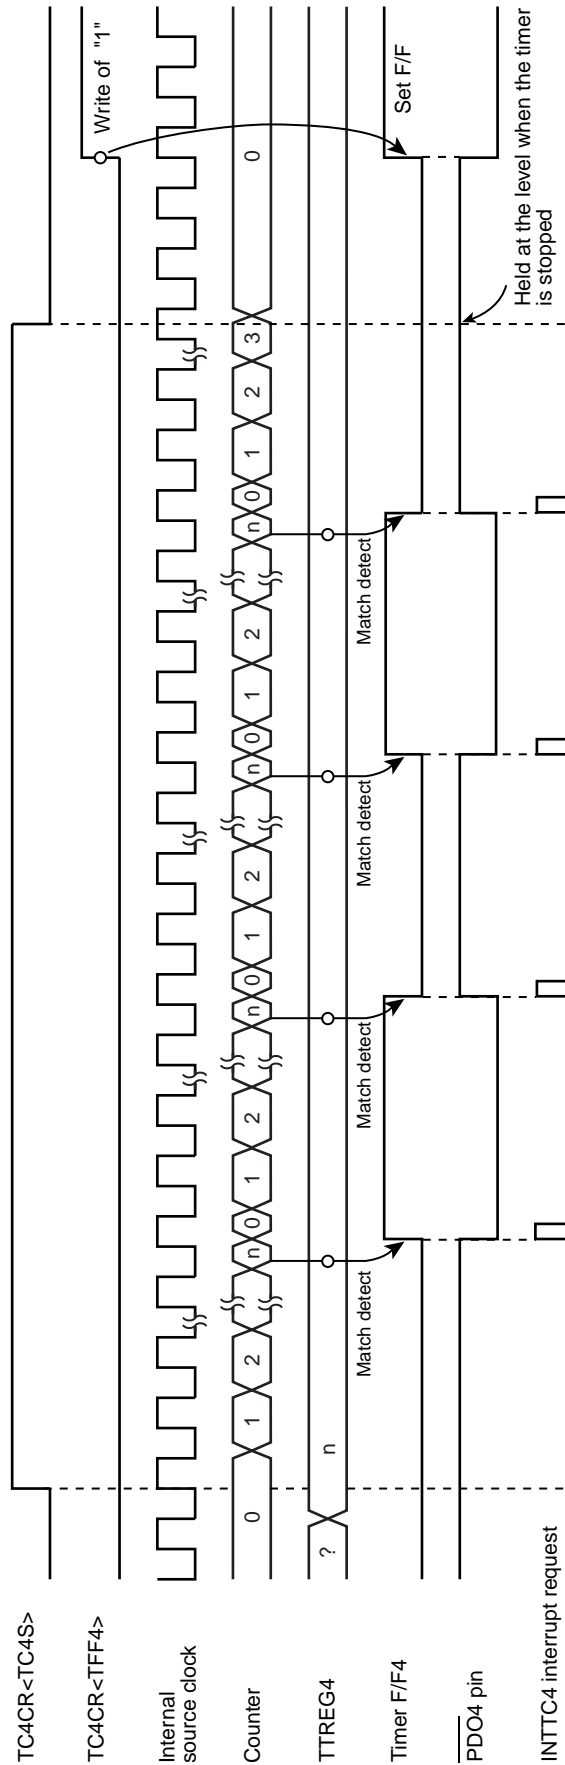 TC4CR<TC4S>
TC4CR<TFF4>
Write of "1"
Internal
source clock
Counter
0 1 2 n 0 1 2 n 0 1 2 n 0 1 2 n 0 1 2 3 0
TTREG4
? n
Match detect Match detect Match detect Match detect
Timer F/F4
Set F/F
PDO4 pin
Held at the level when the timer
is stopped
INTTC4 interrupt request